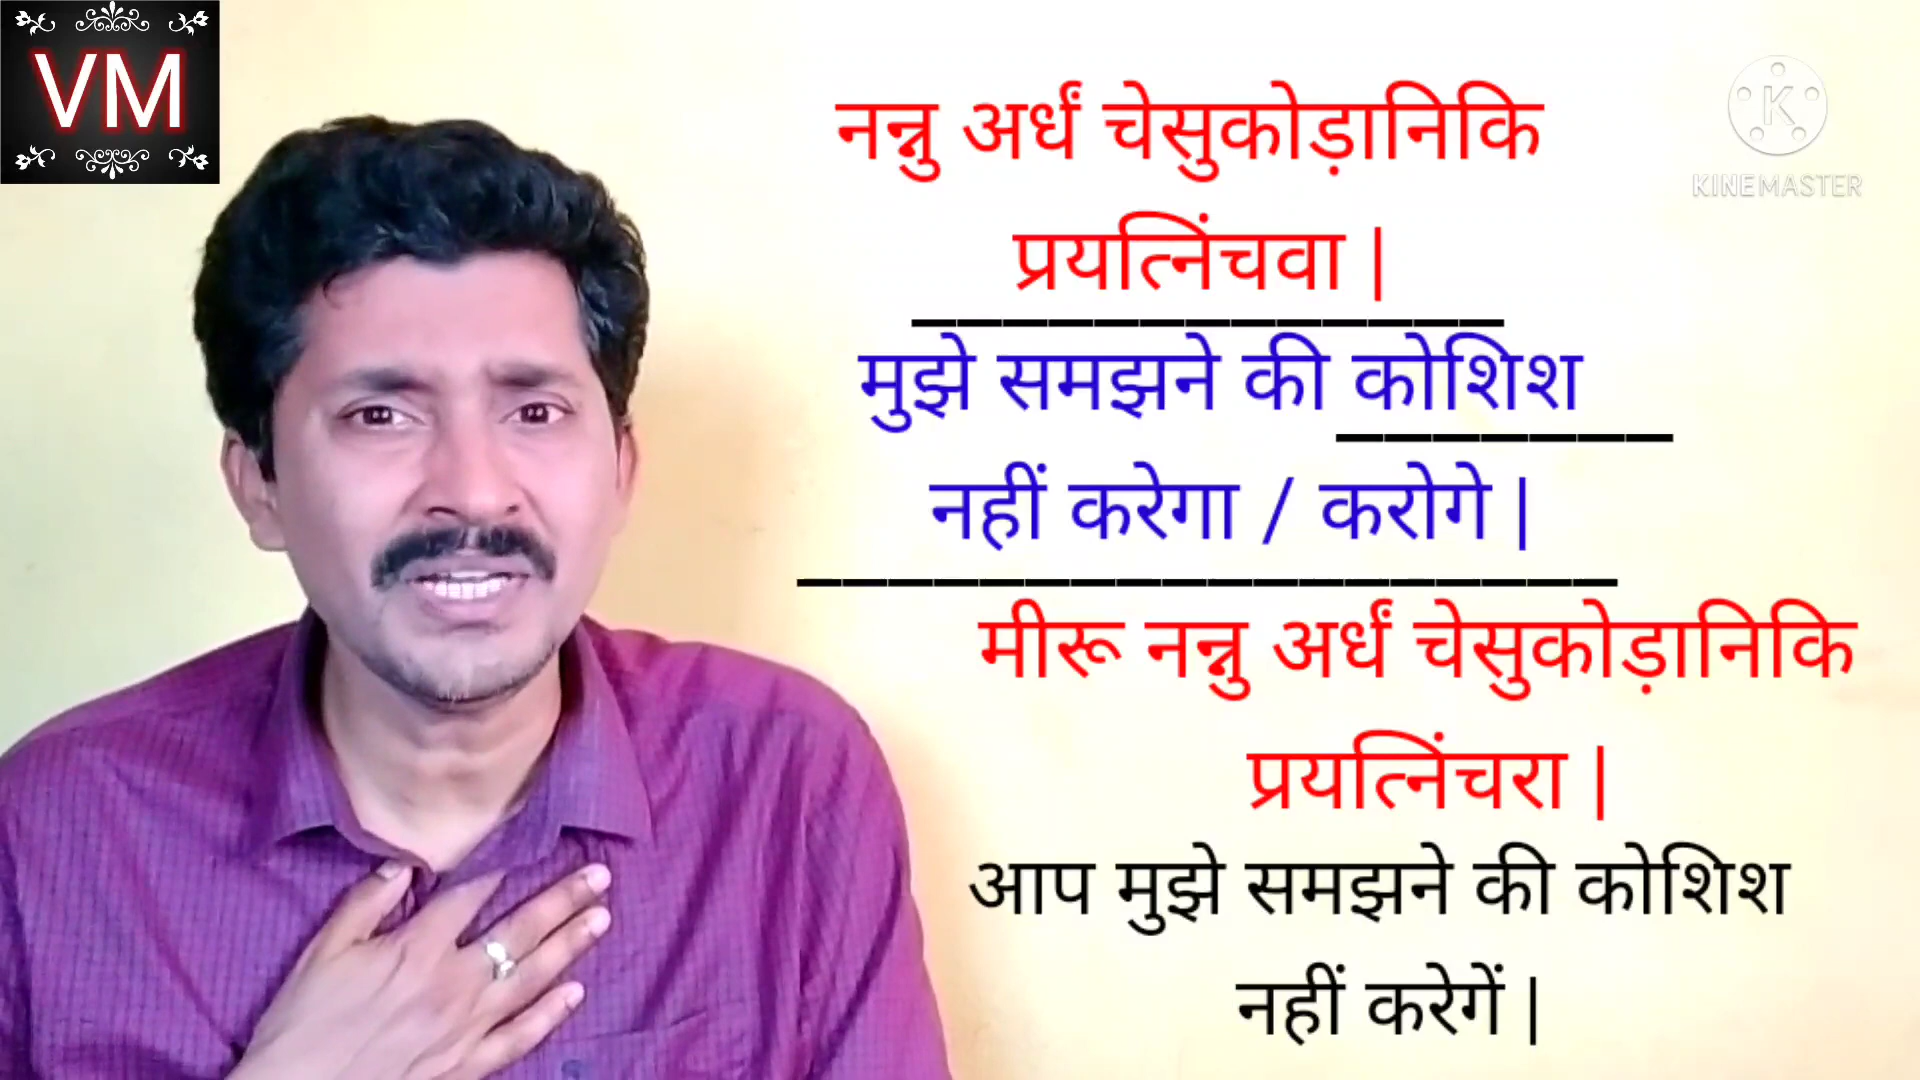 VM
KINEMASTER
नन्नु अर्धं चेसुकोड़ानिकि
प्रयत्निंचवा |
मुझे समझने की कोशिश
नहीं करेगा / करोगे |
मीरू नन्नु अर्धं चेसुकोड़ानिकि
प्रयत्निंचरा |
आप मुझे समझने की कोशिश
नहीं करेगें |